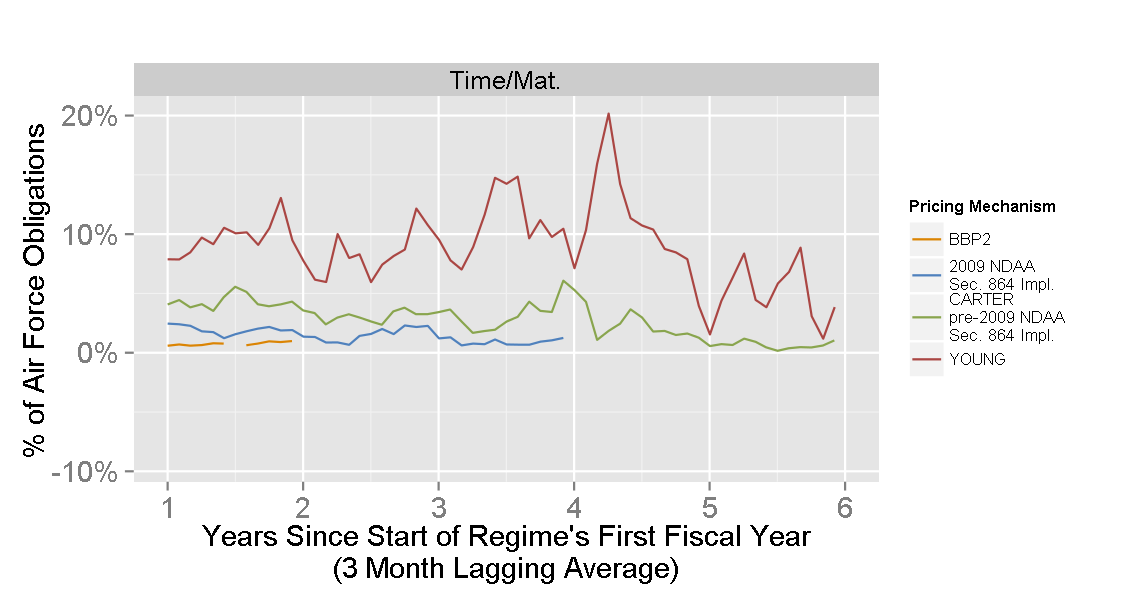 Time/Mat.
20%
10%
0%
-10%
% of Air Force Obligations
1 2 3 4 5 6
Years Since Start of Regime's First Fiscal Year
(3 Month Lagging Average)
Pricing Mechanism
BBP2
2009 NDAA
Sec. 864 Impl.
CARTER
pre-2009 NDAA
Sec. 864 Impl.
YOUNG